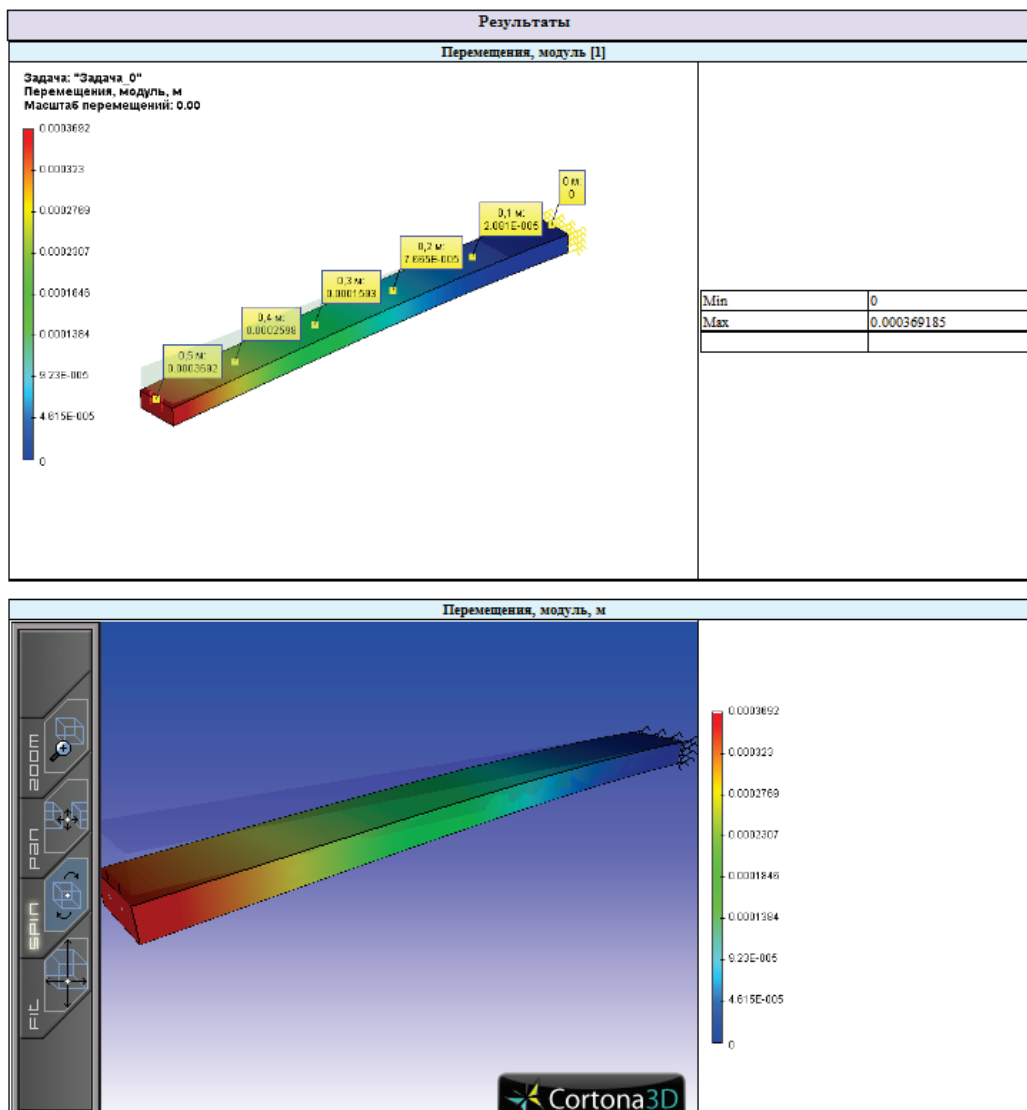 Результаты
Перемещения, модуль [1]
Задача: "Задача_0"
Перемещения, модуль, м
Масштаб перемещений: 0.00
0.0003692
0.000323
0.0002769
0.0002307
0.0001846
0.0001384
9.23E-005
4.615E-005
0
0 м:
0
0,1 м:
2.081E-005
0,2 м:
7.665E-005
0,3 м:
0.0001593
0,4 м:
0.0002598
0,5 м:
0.0003692
Min 0
Max 0.000369185
Перемещения, модуль, м
ZOOM
Pan
SPIN
FIT
0.0003692
0.000323
0.0002769
0.0002307
0.0001846
0.0001384
9.23E-005
4.615E-005
0
Cortona3D